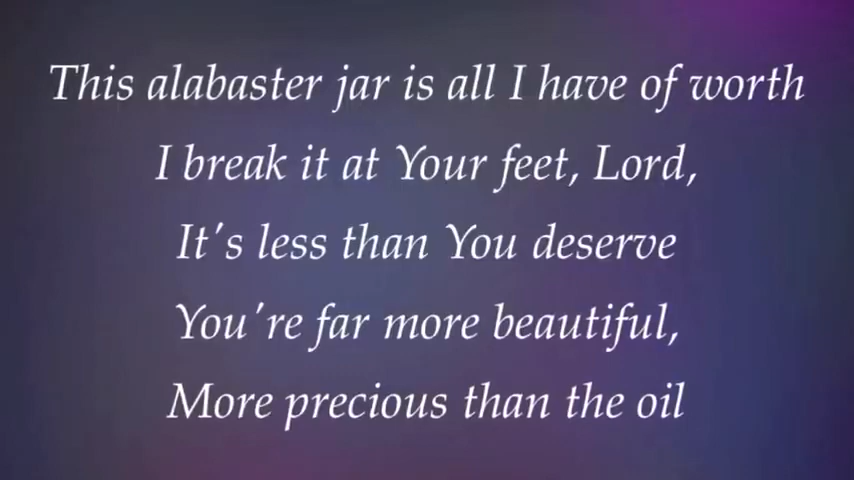 This alabaster jar is all I have of worth
I break it at Your feet, Lord,
It's less than You deserve
You're far more beautiful,
More precious than the oil